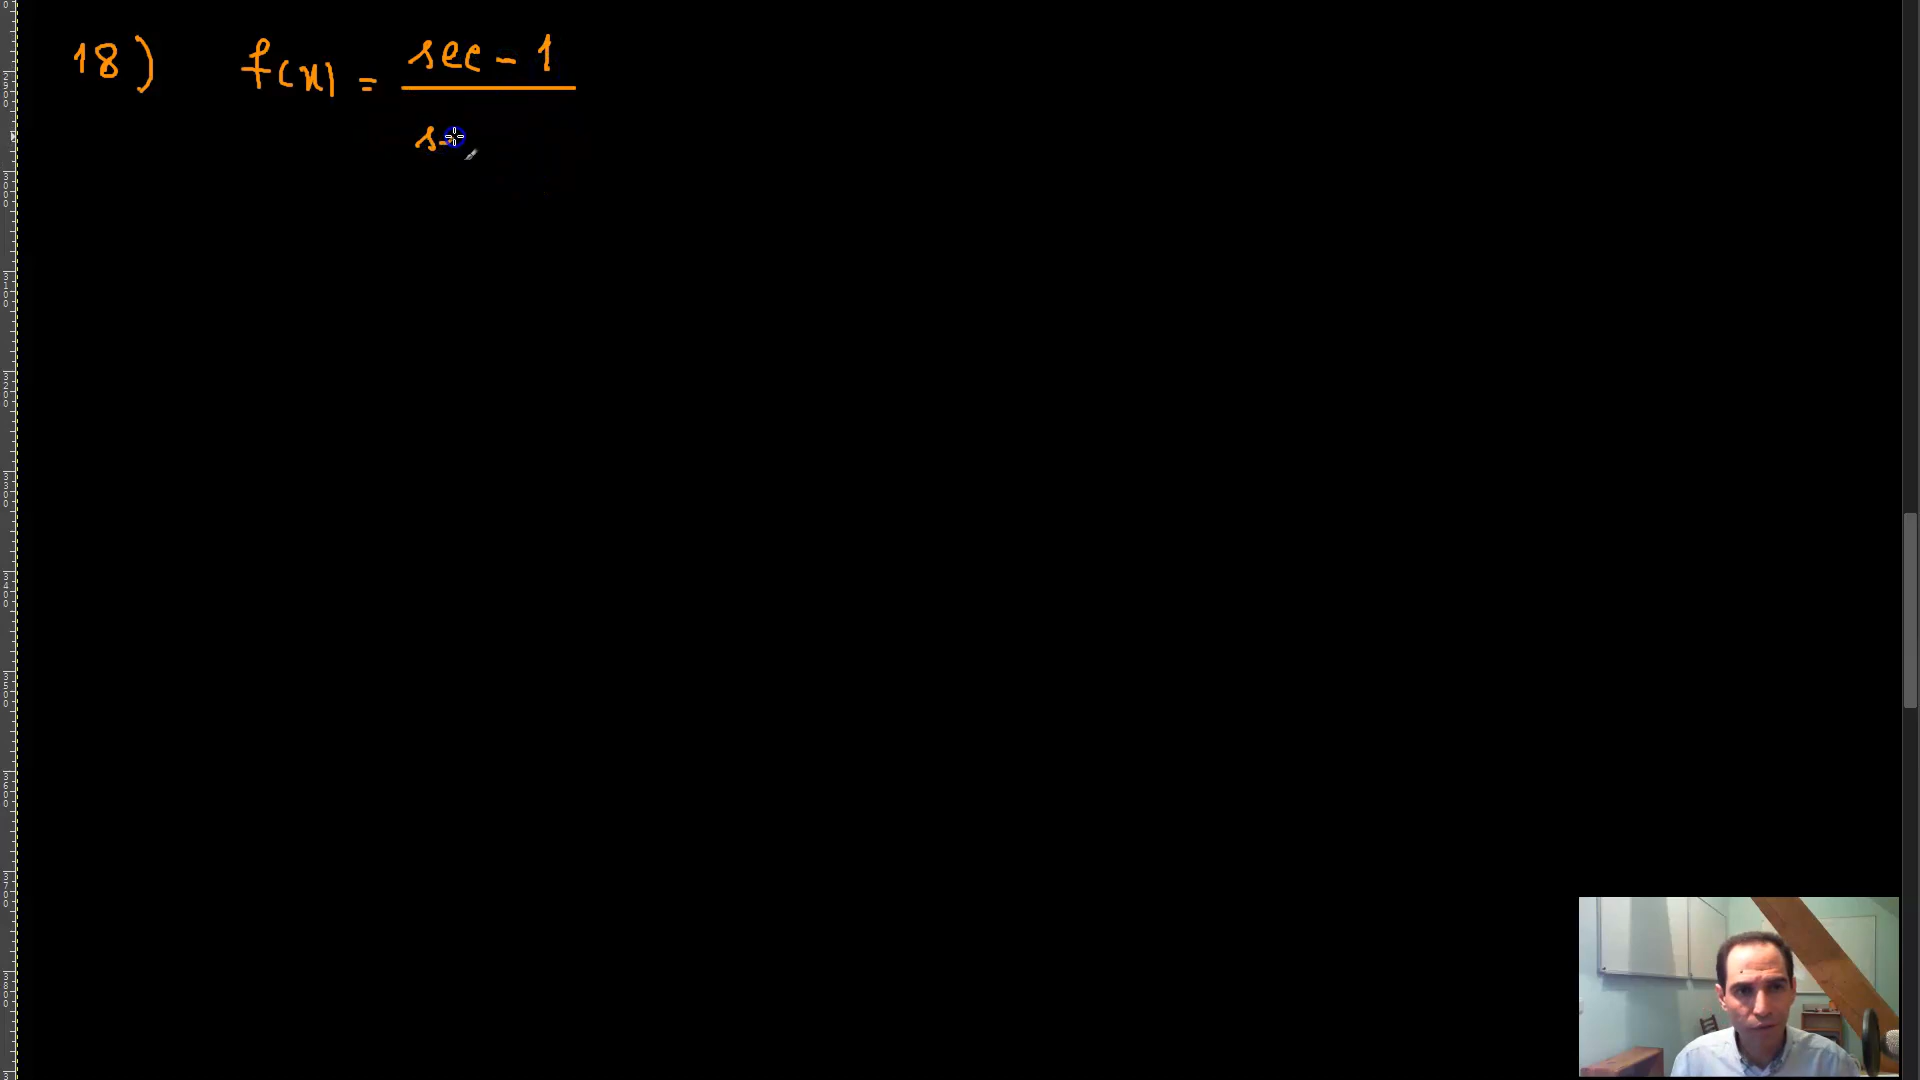 18) f(x) = sec - 1
s